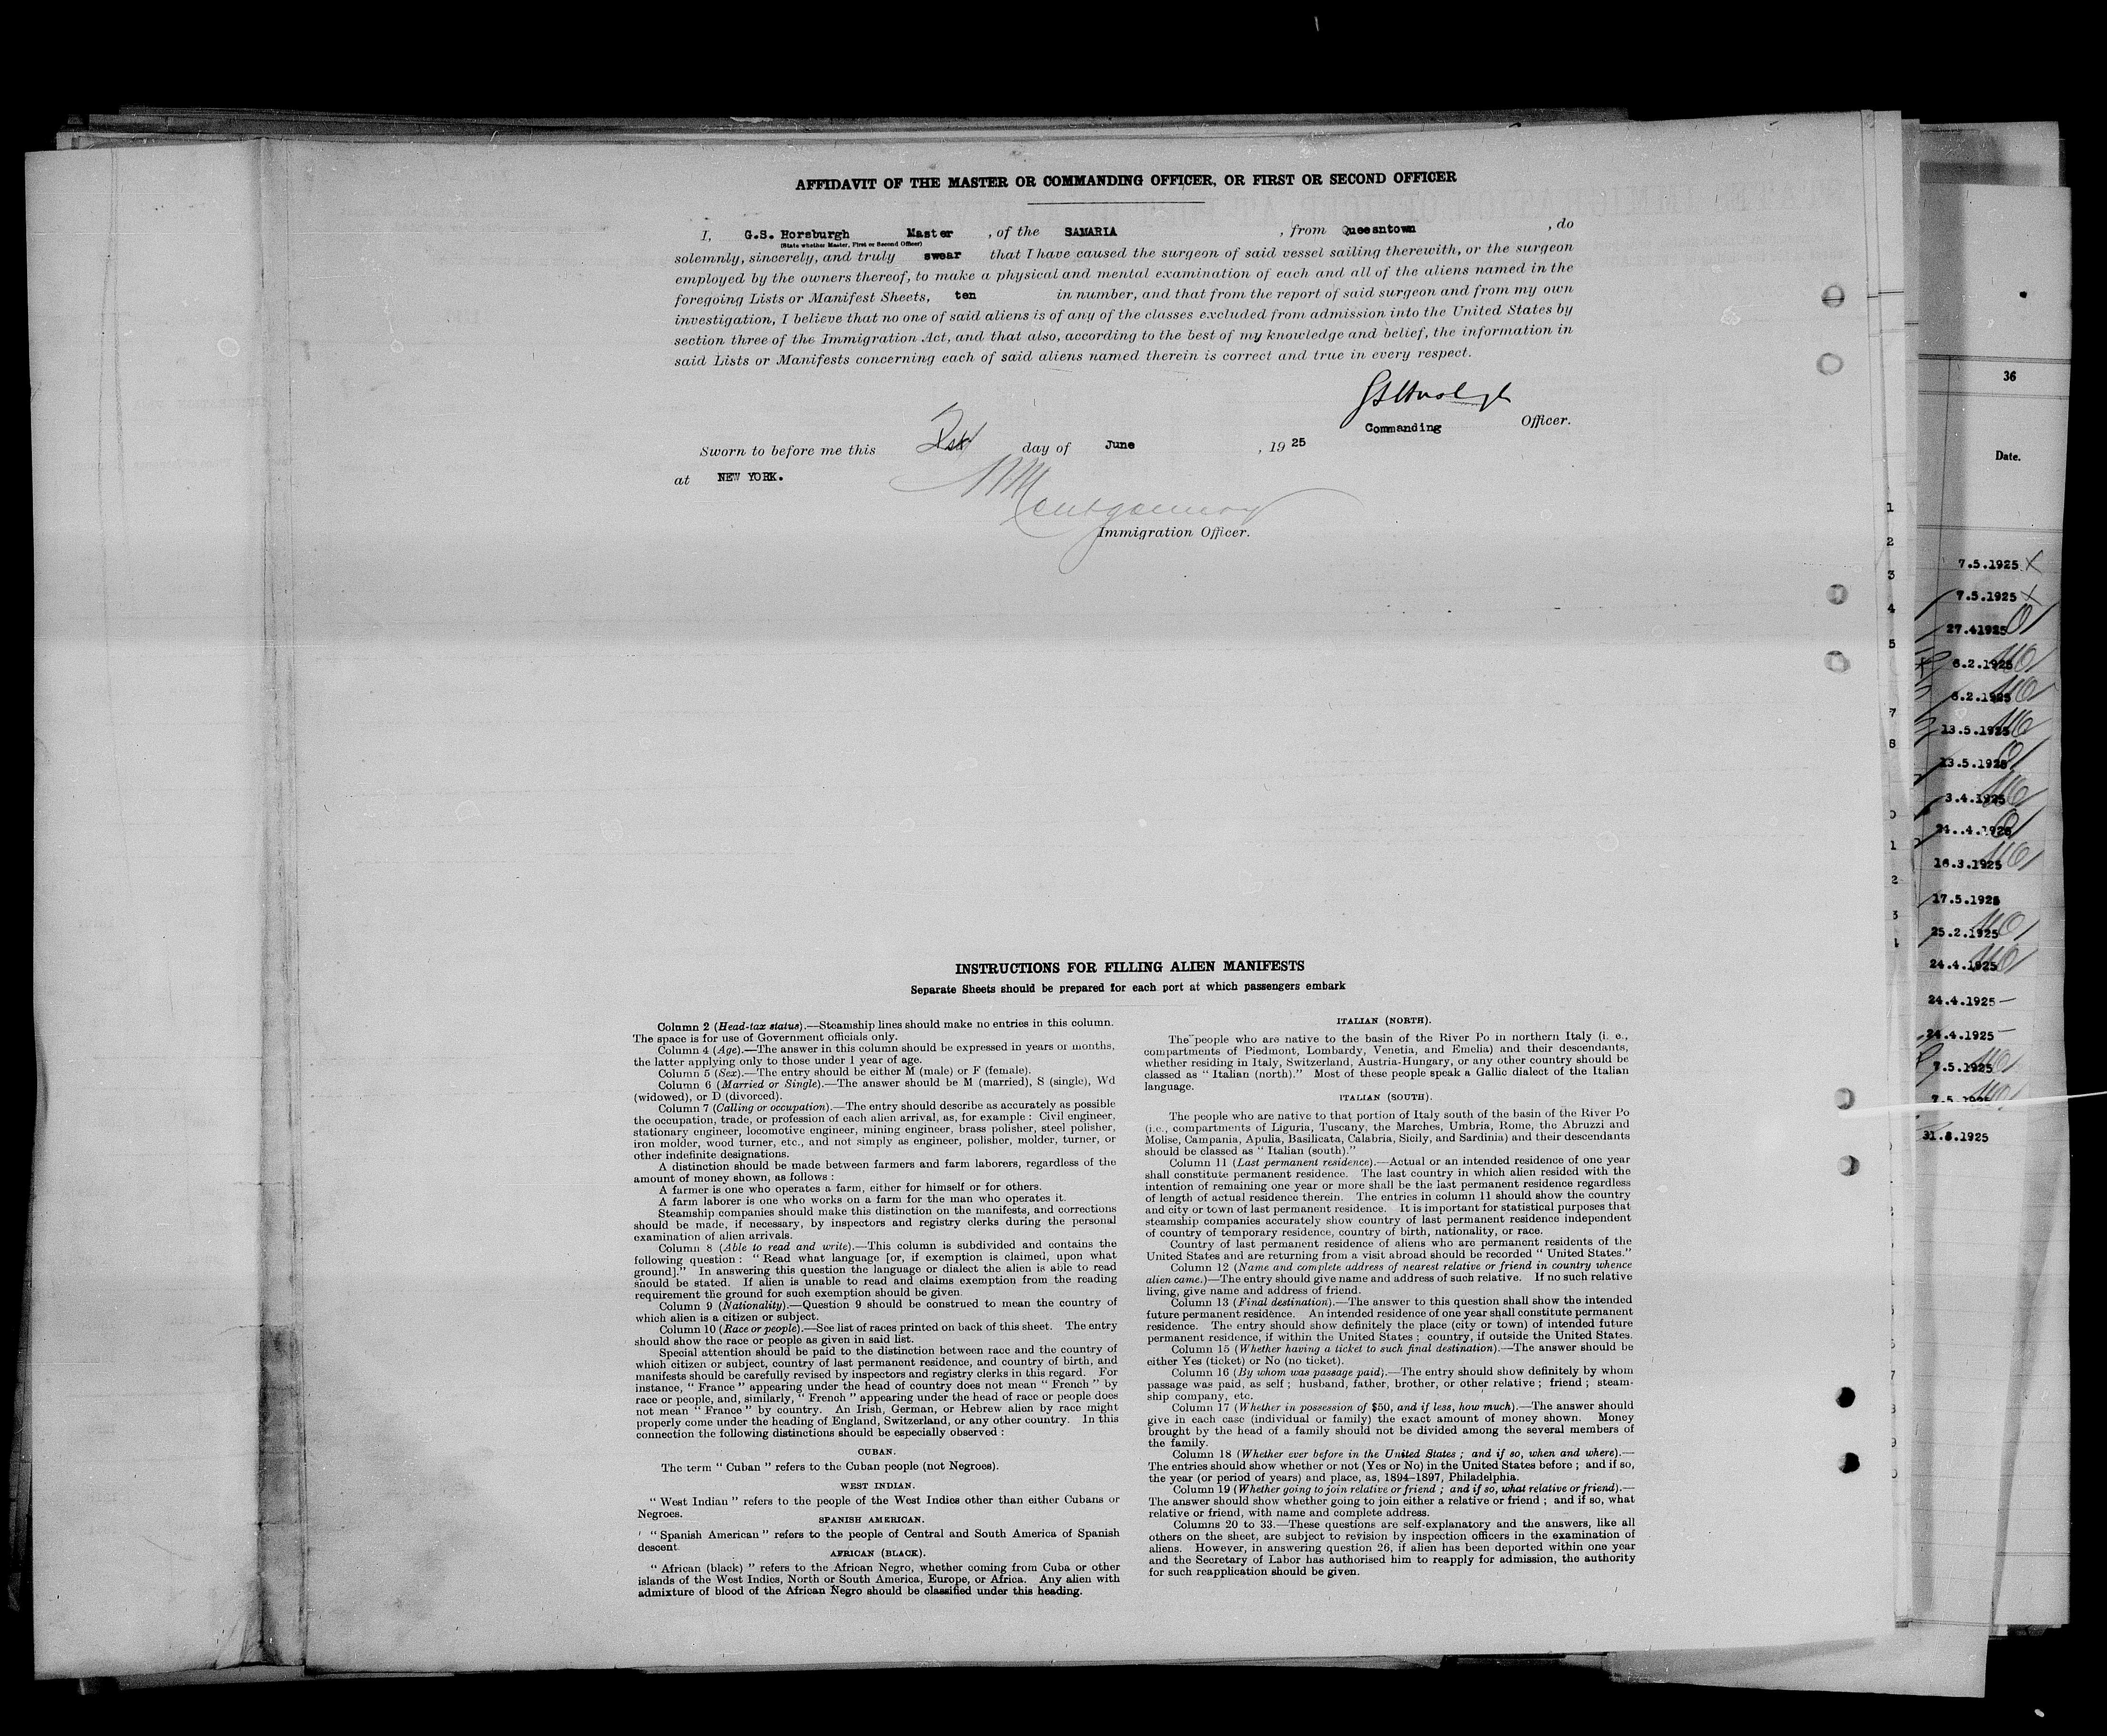 AFFIDAVIT OF THE MASTER OR COMMANDING OFFICER, OR FIRST OR SECOND OFFICER
I, G.S. Horsburgh Master , of the SAMARIA , from Queenstown , do
(State whether Master, First or Second Officer)
solemnly, sincerely, and truly swear that I have caused the surgeon of said vessel sailing therewith, or the surgeon
employed by the owners thereof, to make a physical and mental examination of each and all of the aliens named in the
foregoing Lists or Manifest Sheets, ten in number, and that from the report of said surgeon and from my own
investigation, I believe that no one of said aliens is of any of the classes excluded from admission into the United States by
section three of the Immigration Act, and that also, according to the best of my knowledge and belief, the information in
said Lists or Manifests concerning each of said aliens named therein is correct and true in every respect.
Commanding Officer.
Sworn to before me this day of June , 19 25
at NEW YORK.
Montgomery
Immigration Officer.
INSTRUCTIONS FOR FILLING ALIEN MANIFESTS
Separate Sheets should be prepared for each port at which passengers embark
Column 2 (Head-tax status).—Steamship lines should make no entries in this column.
The space is for use of Government officials only.
Column 4 (Age).—The answer in this column should be expressed in years or months,
the latter applying only to those under 1 year of age.
Column 5 (Sex).—The entry should be either M (male) or F (female).
Column 6 (Married or Single).—The answer should be M (married), S (single), Wd
(widowed), or D (divorced).
Column 7 (Calling or occupation).—The entry should describe as accurately as possible
the occupation, trade, or profession of each alien arrival, as, for example : Civil engineer,
stationary engineer, locomotive engineer, mining engineer, brass polisher, steel polisher,
iron molder, wood turner, etc., and not simply as engineer, polisher, molder, turner, or
other indefinite designations.
A distinction should be made between farmers and farm laborers, regardless of the
amount of money shown, as follows :
A farmer is one who operates a farm, either for himself or for others.
A farm laborer is one who works on a farm for the man who operates it.
Steamship companies should make this distinction on the manifests, and corrections
should be made, if necessary, by inspectors and registry clerks during the personal
examination of alien arrivals.
Column 8 (Able to read and write).—This column is subdivided and contains the
following question : “ Read what language [or, if exemption is claimed, upon what
ground].” In answering this question the language or dialect the alien is able to read
should be stated. If alien is unable to read and claims exemption from the reading
requirement the ground for such exemption should be given.
Column 9 (Nationality).—Question 9 should be construed to mean the country of
which alien is a citizen or subject.
Column 10 (Race or people).—See list of races printed on back of this sheet. The entry
should show the race or people as given in said list.
Special attention should be paid to the distinction between race and the country of
which citizen or subject, country of last permanent residence, and country of birth, and
manifests should be carefully revised by inspectors and registry clerks in this regard. For
instance, “ France ” appearing under the head of country does not mean “ French ” by
race or people, and, similarly, “ French ” appearing under the head of race or people does
not mean “ France ” by country. An Irish, German, or Hebrew alien by race might
properly come under the heading of England, Switzerland, or any other country. In this
connection the following distinctions should be especially observed :
CUBAN.
The term “ Cuban ” refers to the Cuban people (not Negroes).
WEST INDIAN.
“ West Indian ” refers to the people of the West Indies other than either Cubans or
Negroes.
SPANISH AMERICAN.
“ Spanish American ” refers to the people of Central and South America of Spanish
descent.
AFRICAN (BLACK).
“ African (black) ” refers to the African Negro, whether coming from Cuba or other
islands of the West Indies, North or South America, Europe, or Africa. Any alien with
admixture of blood of the African Negro should be classified under this heading.
ITALIAN (NORTH).
The people who are native to the basin of the River Po in northern Italy (i. e.,
compartments of Piedmont, Lombardy, Venetia, and Emelia) and their descendants,
whether residing in Italy, Switzerland, Austria-Hungary, or any other country should be
classed as “ Italian (north).” Most of these people speak a Gallic dialect of the Italian
language.
ITALIAN (SOUTH).
The people who are native to that portion of Italy south of the basin of the River Po
(i.e., compartments of Liguria, Tuscany, the Marches, Umbria, Rome, the Abruzzi and
Molise, Campania, Apulia, Basilicata, Calabria, Sicily, and Sardinia) and their descendants
should be classed as “ Italian (south).”
Column 11 (Last permanent residence).—Actual or an intended residence of one year
shall constitute permanent residence. The last country in which alien resided with the
intention of remaining one year or more shall be the last permanent residence regardless
of length of actual residence therein. The entries in column 11 should show the country
and city or town of last permanent residence. It is important for statistical purposes that
steamship companies accurately show country of last permanent residence independent
of country of temporary residence, country of birth, nationality, or race.
Country of last permanent residence of aliens who are permanent residents of the
United States and are returning from a visit abroad should be recorded “ United States.”
Column 12 (Name and complete address of nearest relative or friend in country whence
alien came.)—The entry should give name and address of such relative. If no such relative
living, give name and address of friend.
Column 13 (Final destination).—The answer to this question shall show the intended
future permanent residence. An intended residence of one year shall constitute permanent
residence. The entry should show definitely the place (city or town) of intended future
permanent residence, if within the United States ; country, if outside the United States.
Column 15 (Whether having a ticket to such final destination).—The answer should be
either Yes (ticket) or No (no ticket).
Column 16 (By whom was passage paid).—The entry should show definitely by whom
passage was paid, as self ; husband, father, brother, or other relative ; friend ; steam-
ship company, etc.
Column 17 (Whether in possession of $50, and if less, how much).—The answer should
give in each case (individual or family) the exact amount of money shown. Money
brought by the head of a family should not be divided among the several members of
the family.
Column 18 (Whether ever before in the United States ; and if so, when and where).—
The entries should show whether or not (Yes or No) in the United States before ; and if so,
the year (or period of years) and place, as, 1894–1897, Philadelphia.
Column 19 (Whether going to join relative or friend ; and if so, what relative or friend).—
The answer should show whether going to join either a relative or friend ; and if so, what
relative or friend, with name and complete address.
Columns 20 to 33.—These questions are self-explanatory and the answers, like all
others on the sheet, are subject to revision by inspection officers in the examination of
aliens. However, in answering question 26, if alien has been deported within one year
and the Secretary of Labor has authorised him to reapply for admission, the authority
for such reapplication should be given.
36
Date.
7.5.1925
7.5.1925
27.41925
6.2.1925
6.2.1925
13.5.1925
13.5.1925
3.4.1925
16.3.1925
17.5.1925
25.2.1925
24.4.1925
24.4.1925
24.4.1925
7.5.1925
7.5.1925